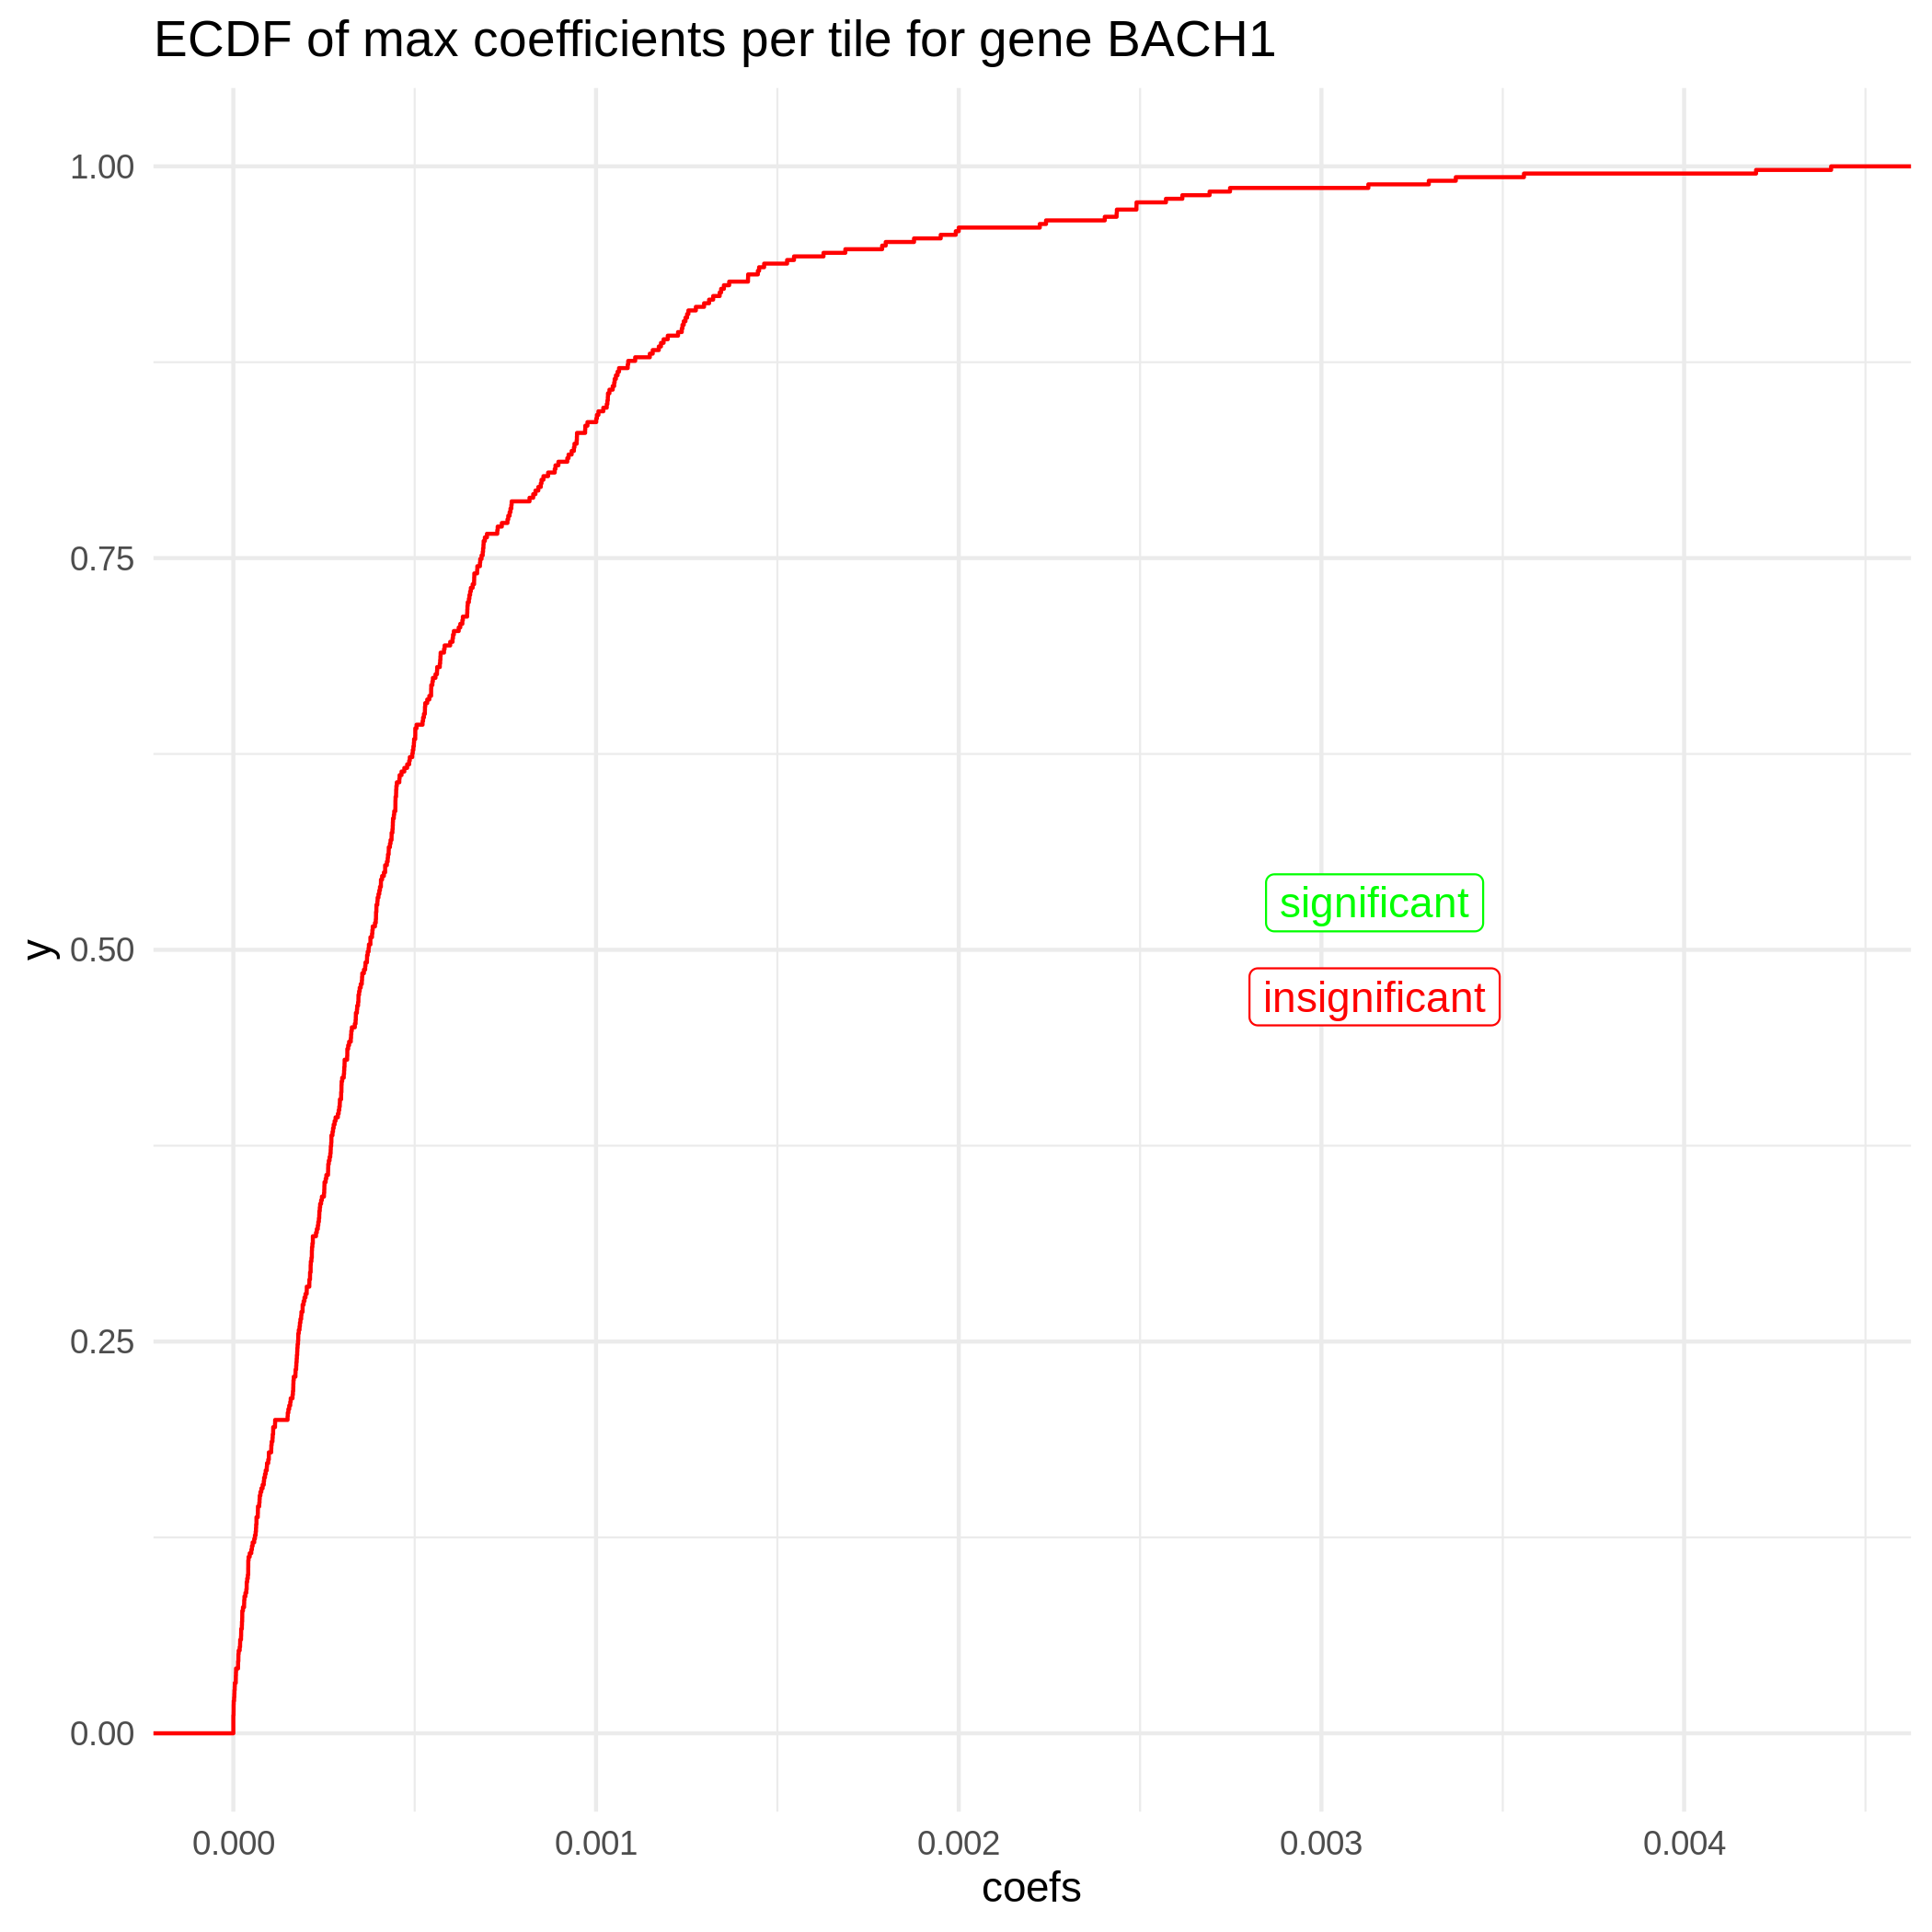 ECDF of max coefficients per tile for gene BACH1
1.00
0.75
0.50
0.25
0.00
y
significant
insignificant
0.000 0.001 0.002 0.003 0.004
coefs